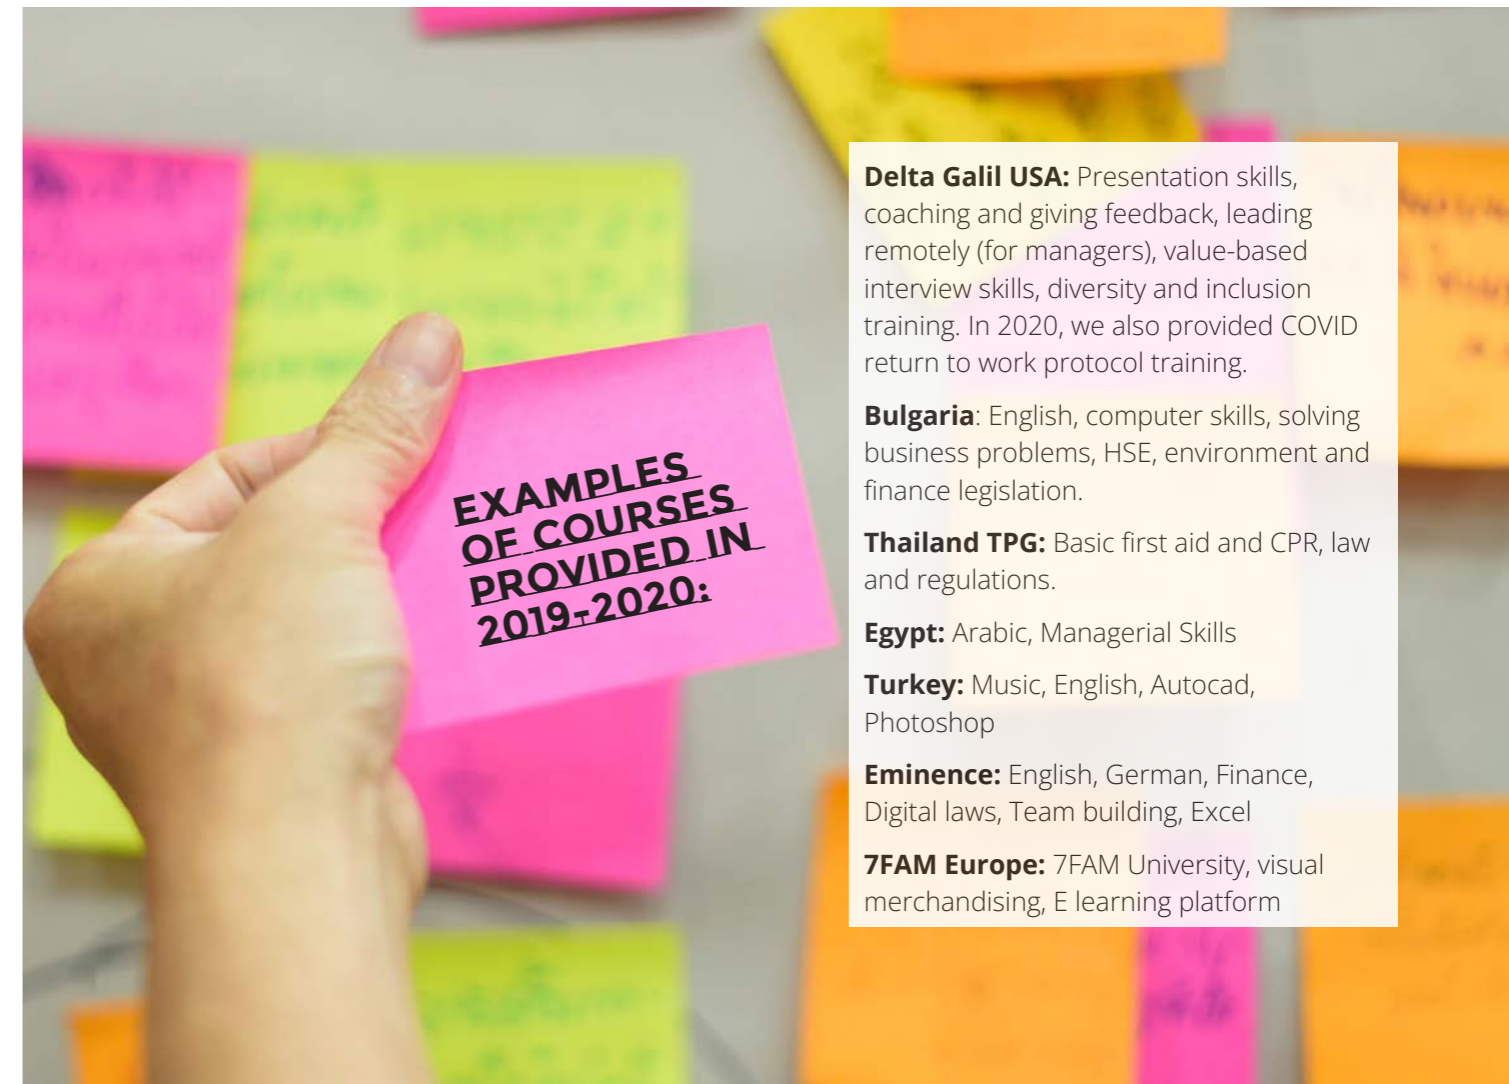 EXAMPLES
OF COURSES
PROVIDED IN
2019-2020:
Delta Galil USA: Presentation skills,
coaching and giving feedback, leading
remotely (for managers), value-based
interview skills, diversity and inclusion
training. In 2020, we also provided COVID
return to work protocol training.
Bulgaria: English, computer skills, solving
business problems, HSE, environment and
finance legislation.
Thailand TPG: Basic first aid and CPR, law
and regulations.
Egypt: Arabic, Managerial Skills
Turkey: Music, English, Autocad,
Photoshop
Eminence: English, German, Finance,
Digital laws, Team building, Excel
7FAM Europe: 7FAM University, visual
merchandising, E learning platform